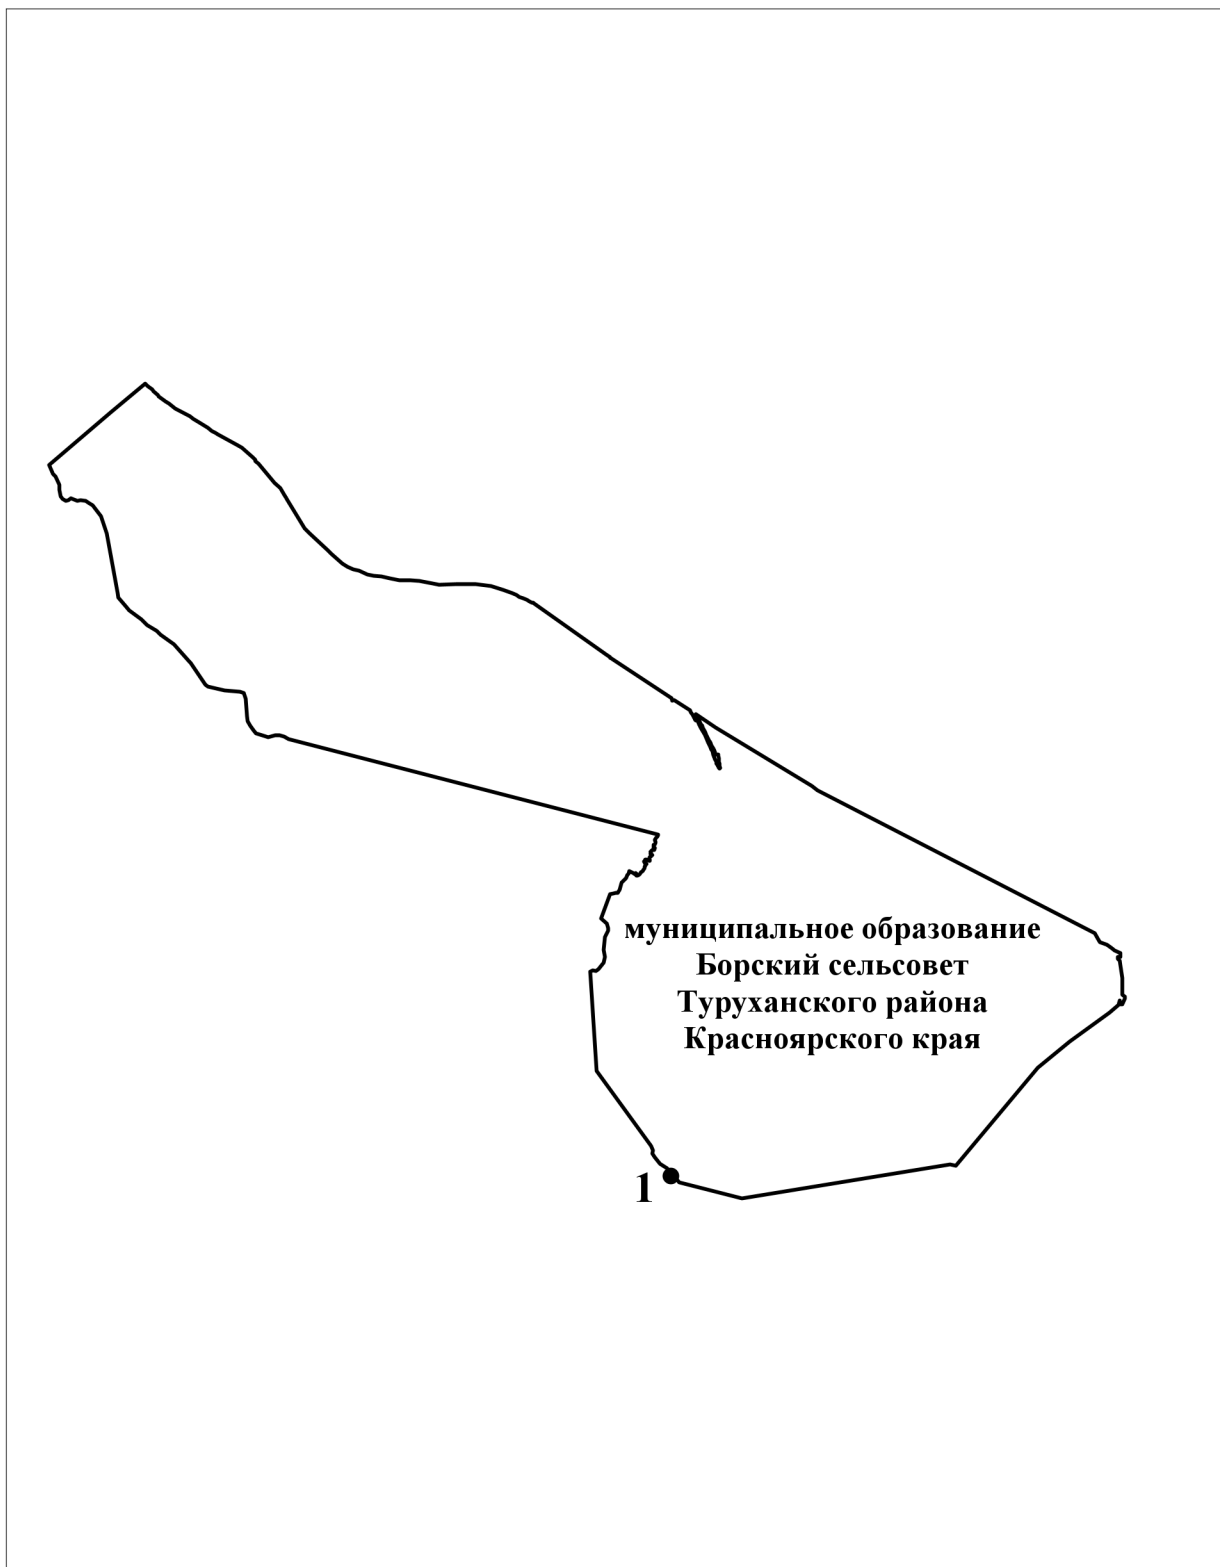 муниципальное образование
Борский сельсовет
Туруханского района
Красноярского края
1